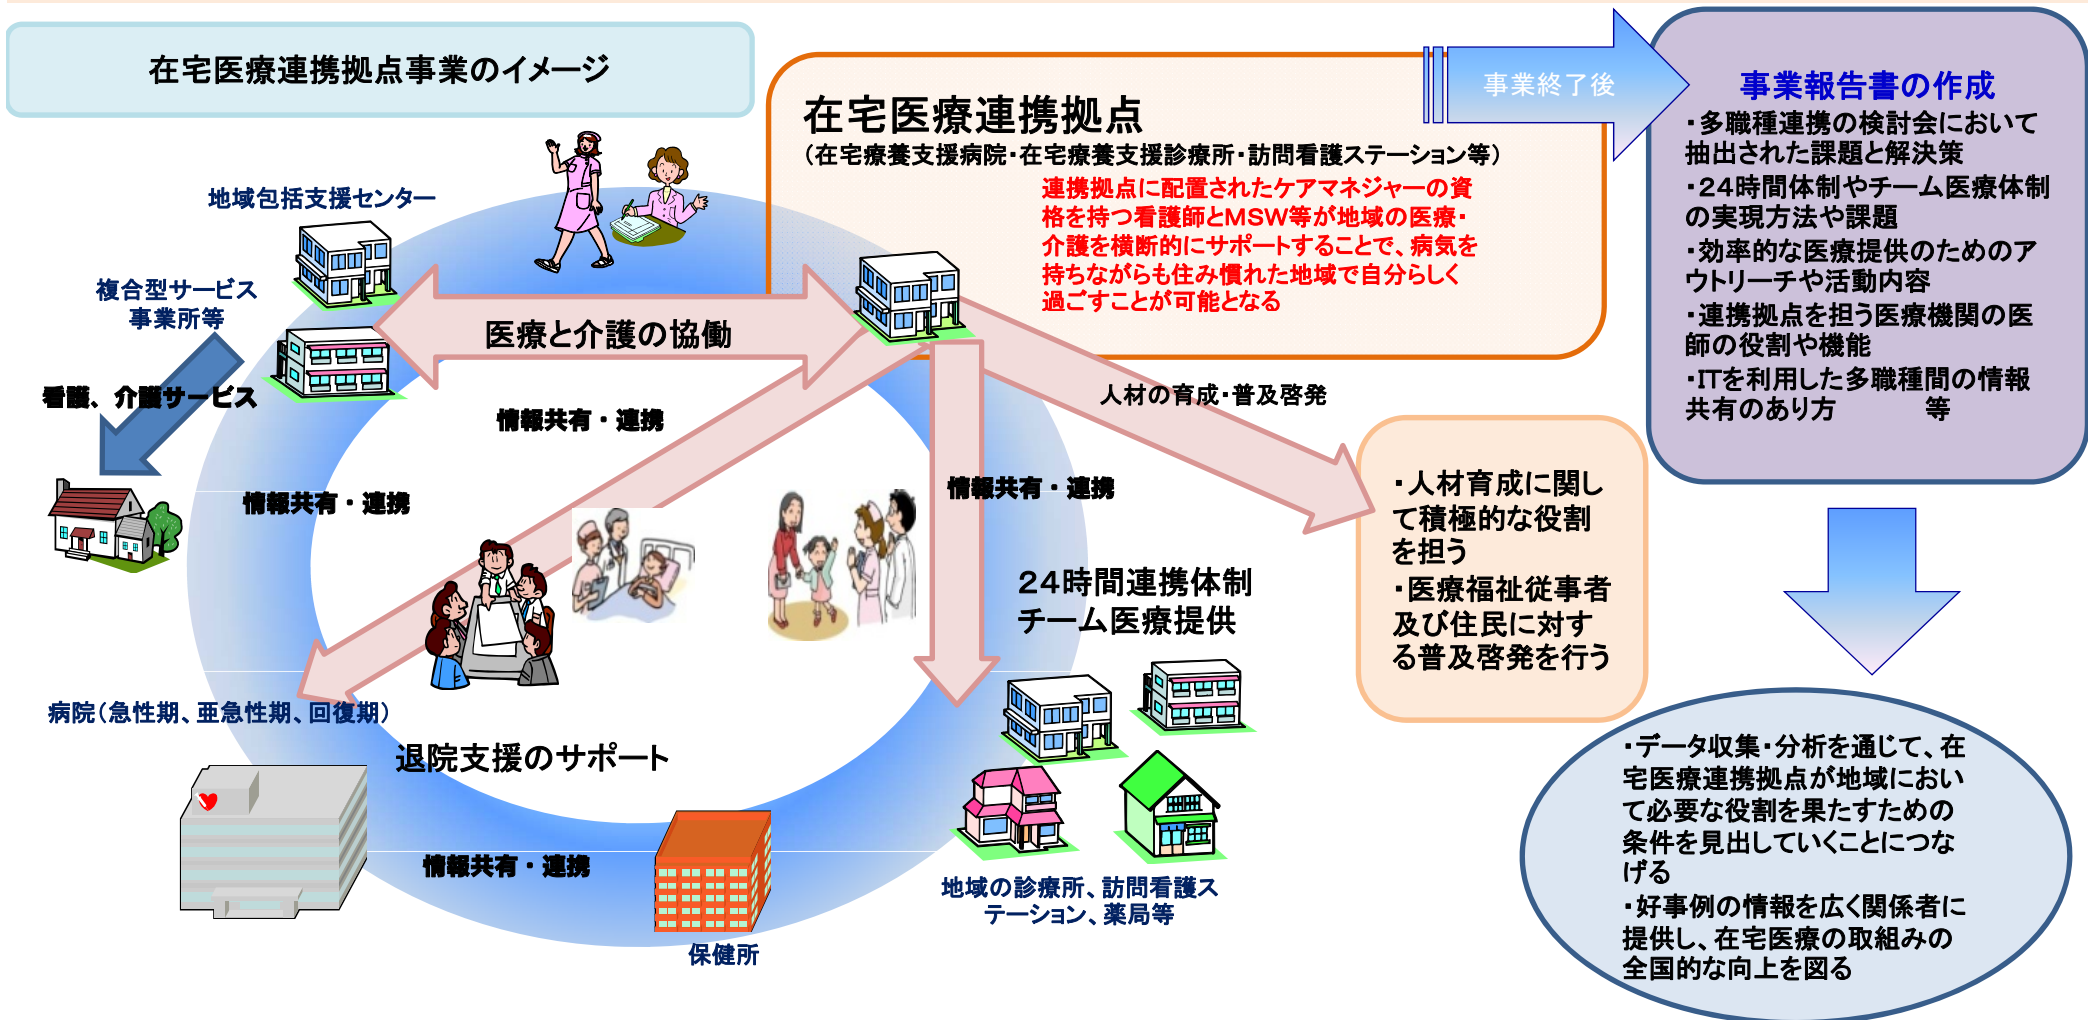 在宅医療連携拠点事業のイメージ
在宅医療連携拠点
（在宅療養支援病院・在宅療養支援診療所・訪問看護ステーション等）
連携拠点に配置されたケアマネジャーの資
格を持つ看護師とMSW等が地域の医療・
介護を横断的にサポートすることで、病気を
持ちながらも住み慣れた地域で自分らしく
過ごすことが可能となる
事業終了後
事業報告書の作成
・多職種連携の検討会において
抽出された課題と解決策
・24時間体制やチーム医療体制
の実現方法や課題
・効率的な医療提供のためのア
ウトリーチや活動内容
・連携拠点を担う医療機関の医
師の役割や機能
・ITを利用した多職種間の情報
共有のあり方 等
地域包括支援センター
複合型サービス
事業所等
看護、介護サービス
医療と介護の協働
情報共有・連携
情報共有・連携
情報共有・連携
人材の育成・普及啓発
・人材育成に関し
て積極的な役割
を担う
・医療福祉従事者
及び住民に対す
る普及啓発を行う
24時間連携体制
チーム医療提供
病院（急性期、亜急性期、回復期）
退院支援のサポート
情報共有・連携
保健所
地域の診療所、訪問看護ス
テーション、薬局等
・データ収集・分析を通じて、在
宅医療連携拠点が地域におい
て必要な役割を果たすための
条件を見出していくことにつな
げる
・好事例の情報を広く関係者に
提供し、在宅医療の取組みの
全国的な向上を図る